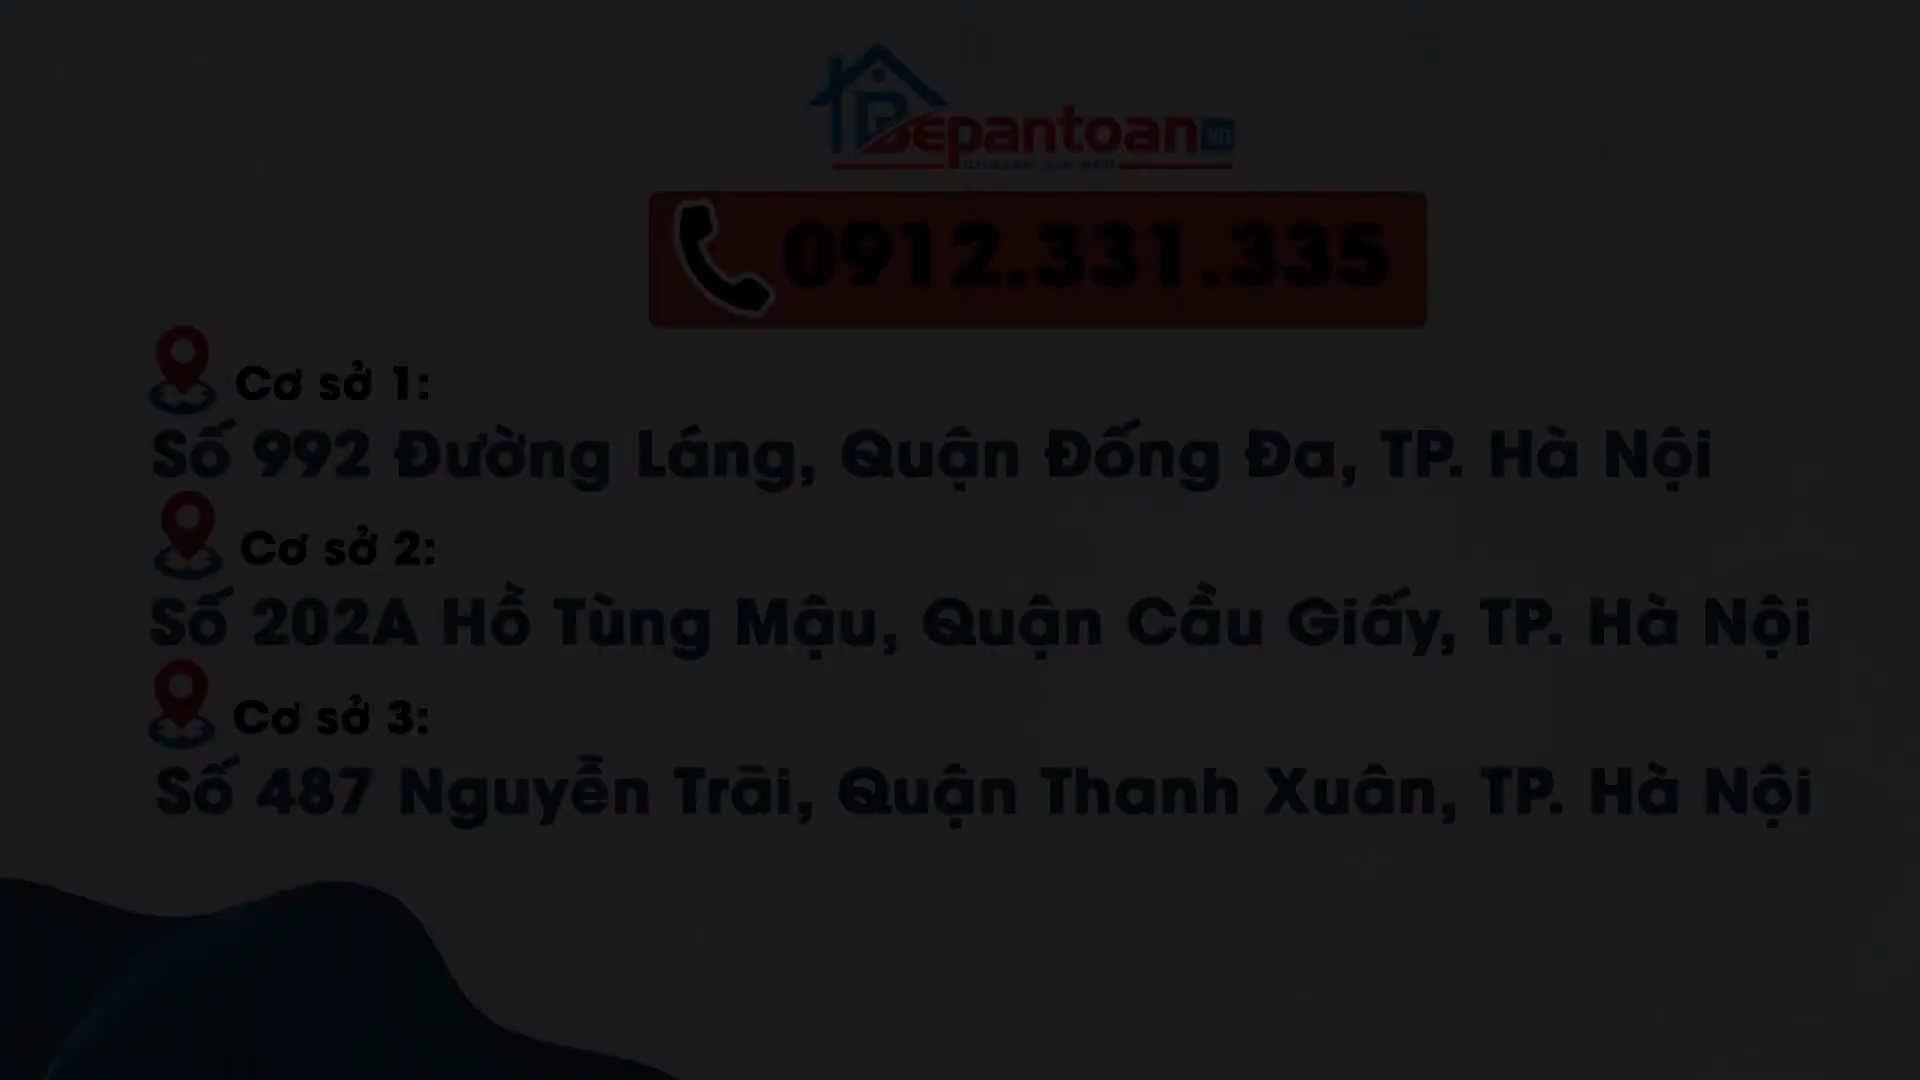 Bepantoan.vn
0912.331.335
Cơ sở 1:
Số 992 Đường Láng, Quận Đống Đa, TP. Hà Nội
Cơ sở 2:
Số 202A Hồ Tùng Mậu, Quận Cầu Giấy, TP. Hà Nội
Cơ sở 3:
Số 487 Nguyễn Trãi, Quận Thanh Xuân, TP. Hà Nội